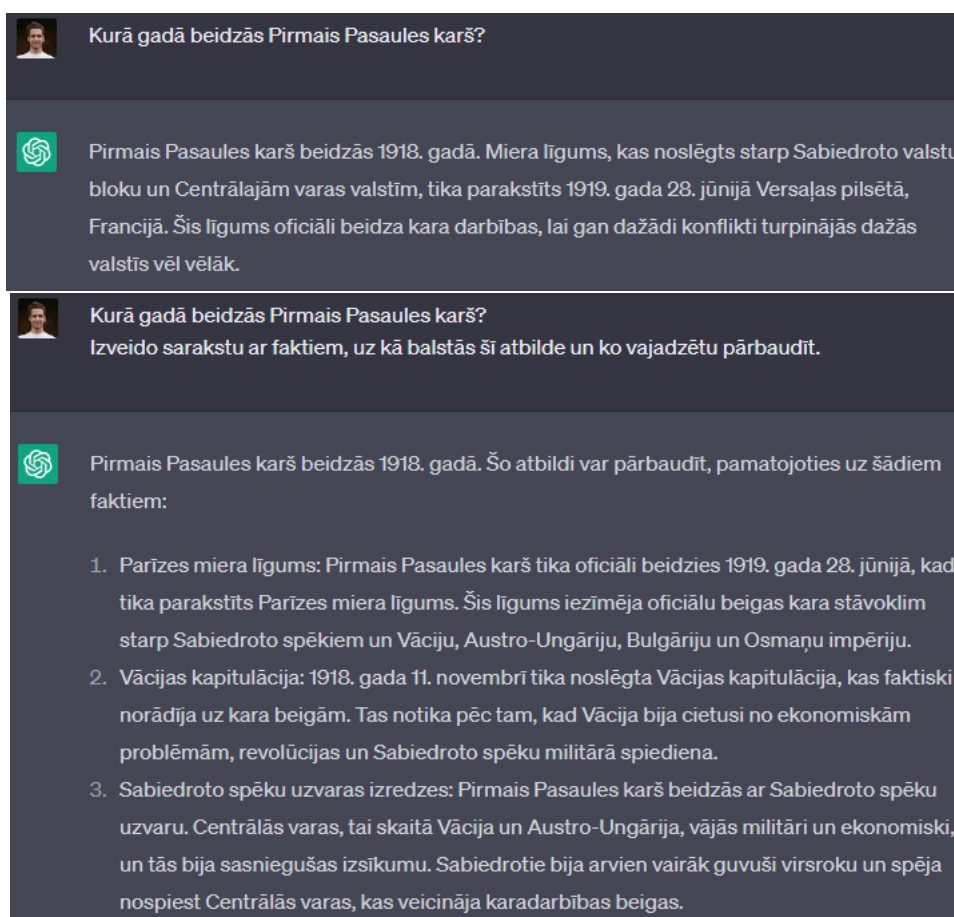 Kurā gadā beidzās Pirmais Pasaules karš?
Pirmais Pasaules karš beidzās 1918. gadā. Miera līgums, kas noslēgts starp Sabiedroto valstu
bloku un Centrālajām varas valstīm, tika parakstīts 1919. gada 28. jūnijā Versaļas pilsētā,
Francijā. Šis līgums oficiāli beidza kara darbības, lai gan dažādi konflikti turpinājās dažās
valstīs vēl vēlāk.
Kurā gadā beidzās Pirmais Pasaules karš?
Izveido sarakstu ar faktiem, uz kā balstās šī atbilde un ko vajadzētu pārbaudīt.
Pirmais Pasaules karš beidzās 1918. gadā. Šo atbildi var pārbaudīt, pamatojoties uz šādiem
faktiem:
1. Parīzes miera līgums: Pirmais Pasaules karš tika oficiāli beidzies 1919. gada 28. jūnijā, kad
tika parakstīts Parīzes miera līgums. Šis līgums iezīmēja oficiālu beigas kara stāvoklim
starp Sabiedroto spēkiem un Vāciju, Austro-Ungāriju, Bulgāriju un Osmaņu impēriju.
2. Vācijas kapitulācija: 1918. gada 11. novembrī tika noslēgta Vācijas kapitulācija, kas faktiski
norādīja uz kara beigām. Tas notika pēc tam, kad Vācija bija cietusi no ekonomiskām
problēmām, revolūcijas un Sabiedroto spēku militārā spiediena.
3. Sabiedroto spēku uzvaras izredzes: Pirmais Pasaules karš beidzās ar Sabiedroto spēku
uzvaru. Centrālās varas, tai skaitā Vācija un Austro-Ungārija, vājās militāri un ekonomiski,
un tās bija sasniegušas izsīkumu. Sabiedrotie bija arvien vairāk guvuši virsroku un spēja
nospiest Centrālās varas, kas veicināja karadarbības beigas.